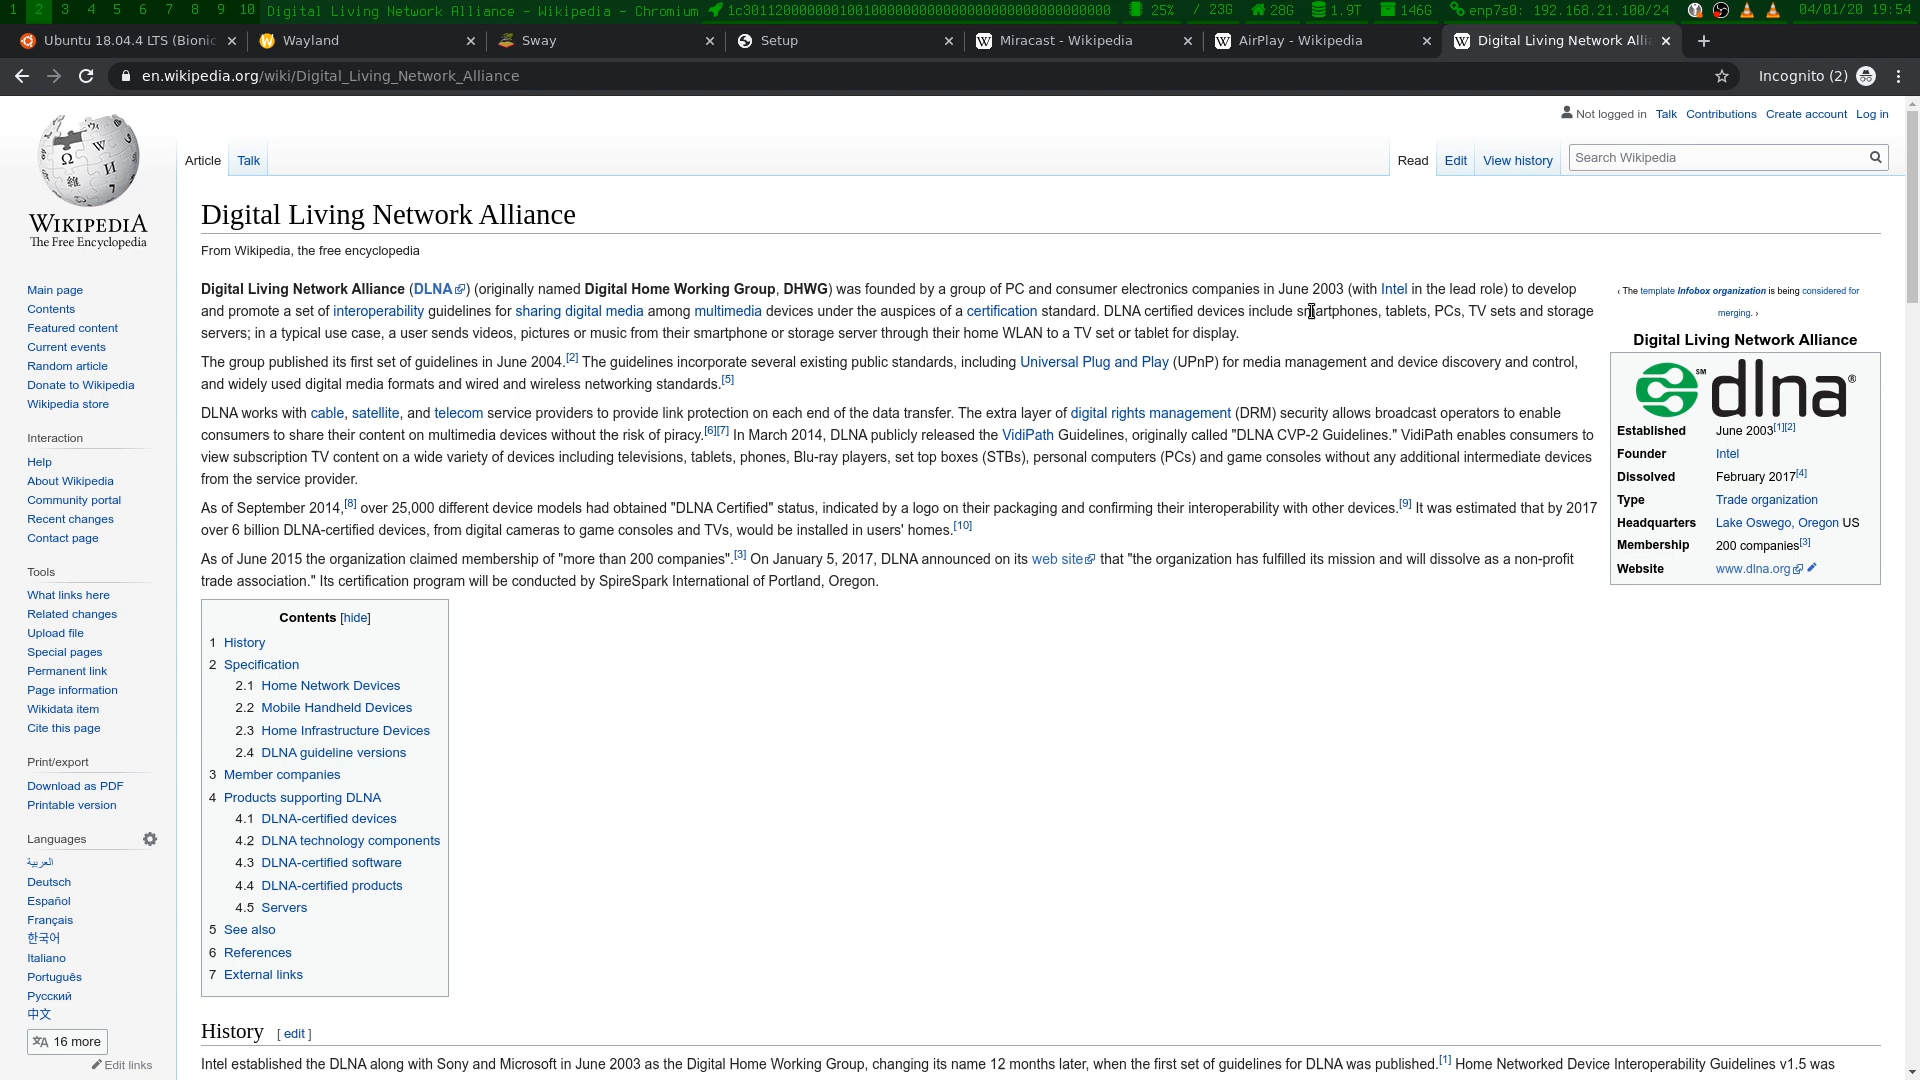 1 2 3 4 5 6 7 8 9 10 Digital Living Network Alliance - Wikipedia - Chromium 25% / 23G 28G 1.9T 146G enp7s0: 192.168.21.100/24 04/01/20 19:54
Ubuntu 18.04.4 LTS (Bionic Wayland Sway Setup Miracast - Wikipedia AirPlay - Wikipedia Digital Living Network Alli
en.wikipedia.org/wiki/Digital_Living_Network_Alliance Incognito (2)
Not logged in Talk Contributions Create account Log in
Article Talk Read Edit View history Search Wikipedia
WIKIPEDIA
The Free Encyclopedia
Main page
Contents
Featured content
Current events
Random article
Donate to Wikipedia
Wikipedia store
Interaction
Help
About Wikipedia
Community portal
Recent changes
Contact page
Tools
What links here
Related changes
Upload file
Special pages
Permanent link
Page information
Wikidata item
Cite this page
Print/export
Download as PDF
Printable version
Languages
العربية
Deutsch
Español
Français
한국어
Italiano
Português
Русский
中文
16 more
Edit links
Digital Living Network Alliance
From Wikipedia, the free encyclopedia
Digital Living Network Alliance (DLNA) (originally named Digital Home Working Group, DHWG) was founded by a group of PC and consumer electronics companies in June 2003 (with Intel in the lead role) to develop
and promote a set of interoperability guidelines for sharing digital media among multimedia devices under the auspices of a certification standard. DLNA certified devices include smartphones, tablets, PCs, TV sets and storage
servers; in a typical use case, a user sends videos, pictures or music from their smartphone or storage server through their home WLAN to a TV set or tablet for display.
The group published its first set of guidelines in June 2004.[2] The guidelines incorporate several existing public standards, including Universal Plug and Play (UPnP) for media management and device discovery and control,
and widely used digital media formats and wired and wireless networking standards.[5]
DLNA works with cable, satellite, and telecom service providers to provide link protection on each end of the data transfer. The extra layer of digital rights management (DRM) security allows broadcast operators to enable
consumers to share their content on multimedia devices without the risk of piracy.[6][7] In March 2014, DLNA publicly released the VidiPath Guidelines, originally called "DLNA CVP-2 Guidelines." VidiPath enables consumers to
view subscription TV content on a wide variety of devices including televisions, tablets, phones, Blu-ray players, set top boxes (STBs), personal computers (PCs) and game consoles without any additional intermediate devices
from the service provider.
As of September 2014,[8] over 25,000 different device models had obtained "DLNA Certified" status, indicated by a logo on their packaging and confirming their interoperability with other devices.[9] It was estimated that by 2017
over 6 billion DLNA-certified devices, from digital cameras to game consoles and TVs, would be installed in users' homes.[10]
As of June 2015 the organization claimed membership of "more than 200 companies".[3] On January 5, 2017, DLNA announced on its web site that "the organization has fulfilled its mission and will dissolve as a non-profit
trade association." Its certification program will be conducted by SpireSpark International of Portland, Oregon.
‹ The template Infobox organization is being considered for
merging. ›
Digital Living Network Alliance
SM dlna®
Established June 2003[1][2]
Founder Intel
Dissolved February 2017[4]
Type Trade organization
Headquarters Lake Oswego, Oregon US
Membership 200 companies[3]
Website www.dlna.org
Contents [hide]
1 History
2 Specification
2.1 Home Network Devices
2.2 Mobile Handheld Devices
2.3 Home Infrastructure Devices
2.4 DLNA guideline versions
3 Member companies
4 Products supporting DLNA
4.1 DLNA-certified devices
4.2 DLNA technology components
4.3 DLNA-certified software
4.4 DLNA-certified products
4.5 Servers
5 See also
6 References
7 External links
History [ edit ]
Intel established the DLNA along with Sony and Microsoft in June 2003 as the Digital Home Working Group, changing its name 12 months later, when the first set of guidelines for DLNA was published.[1] Home Networked Device Interoperability Guidelines v1.5 was